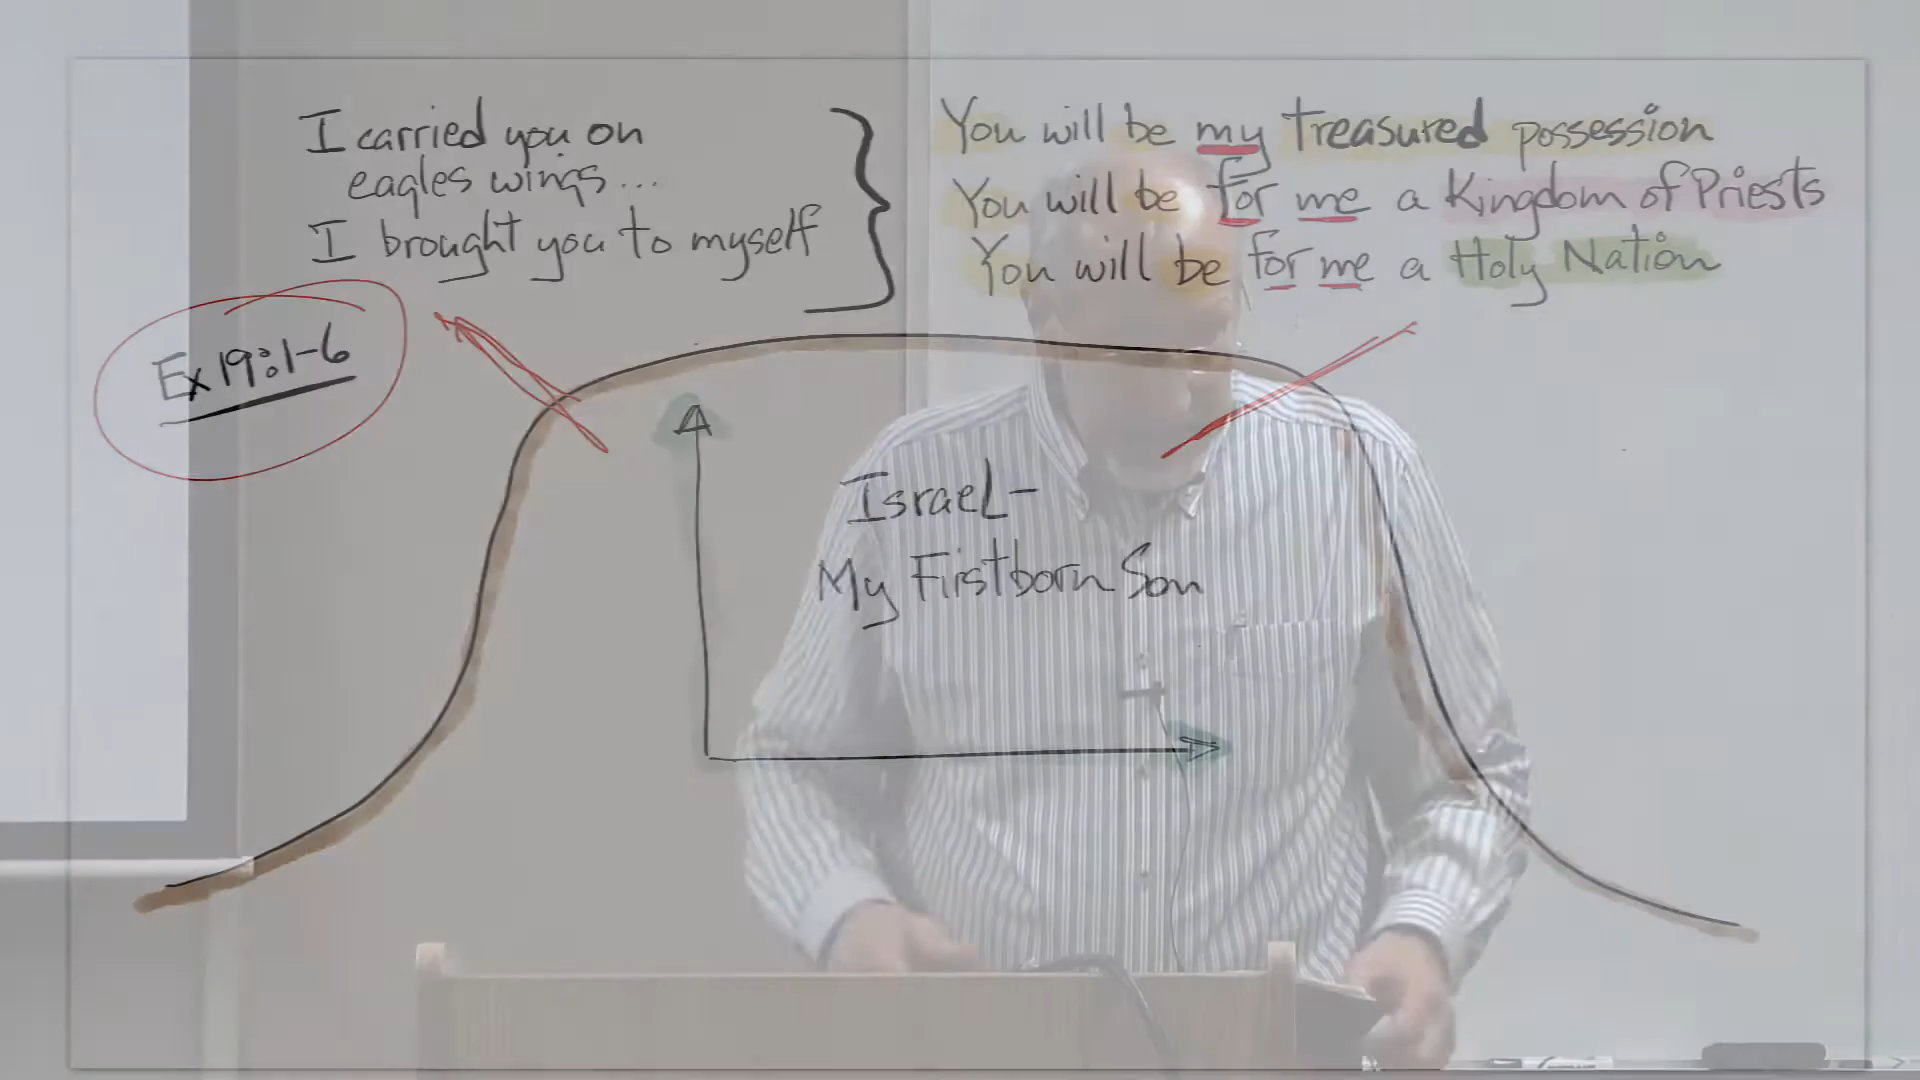 I carried you on
eagles wings...
I brought you to myself
You will be my treasured possession
You will be for me a Kingdom of Priests
You will be for me a Holy Nation
Ex 19:1-6
Israel-
My Firstborn Son